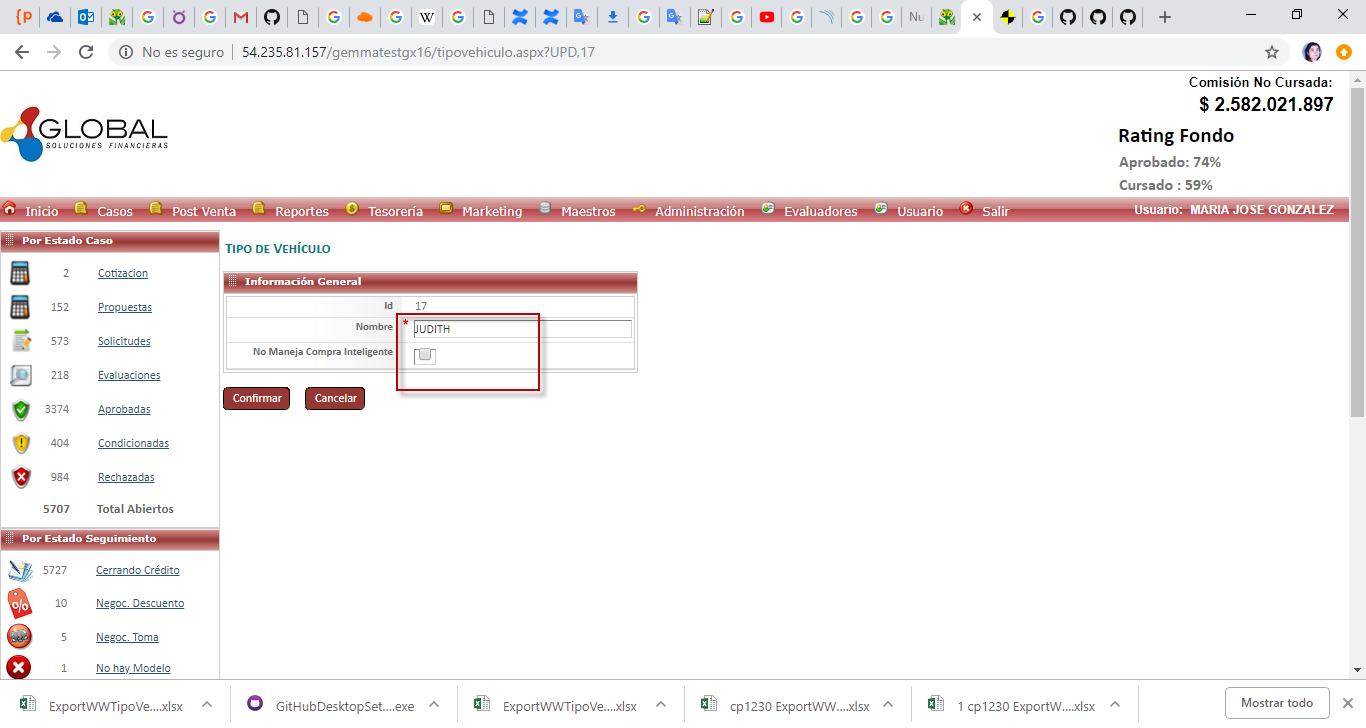 Nu
No es seguro
54.235.81.157/gemmatestgx16/tipovehiculo.aspx?UPD,17
Comisión No Cursada:
$ 2.582.021.897
GLOBAL
SOLUCIONES FINANCIERAS
Rating Fondo
Aprobado: 74%
Cursado : 59%
Inicio Casos Post Venta Reportes Tesorería Marketing Maestros Administración Evaluadores Usuario Salir Usuario: MARIA JOSE GONZALEZ
Por Estado Caso
2 Cotizacion
152 Propuestas
573 Solicitudes
218 Evaluaciones
3374 Aprobadas
404 Condicionadas
984 Rechazadas
5707 Total Abiertos
Por Estado Seguimiento
5727 Cerrando Crédito
10 Negoc. Descuento
5 Negoc. Toma
1 No hay Modelo
TIPO DE VEHÍCULO
Información General
Id 17
Nombre * JUDITH
No Maneja Compra Inteligente
Confirmar Cancelar
ExportWWTipoVe....xlsx GitHubDesktopSet....exe ExportWWTipoVe....xlsx cp1230 ExportWW....xlsx 1 cp1230 ExportW....xlsx Mostrar todo